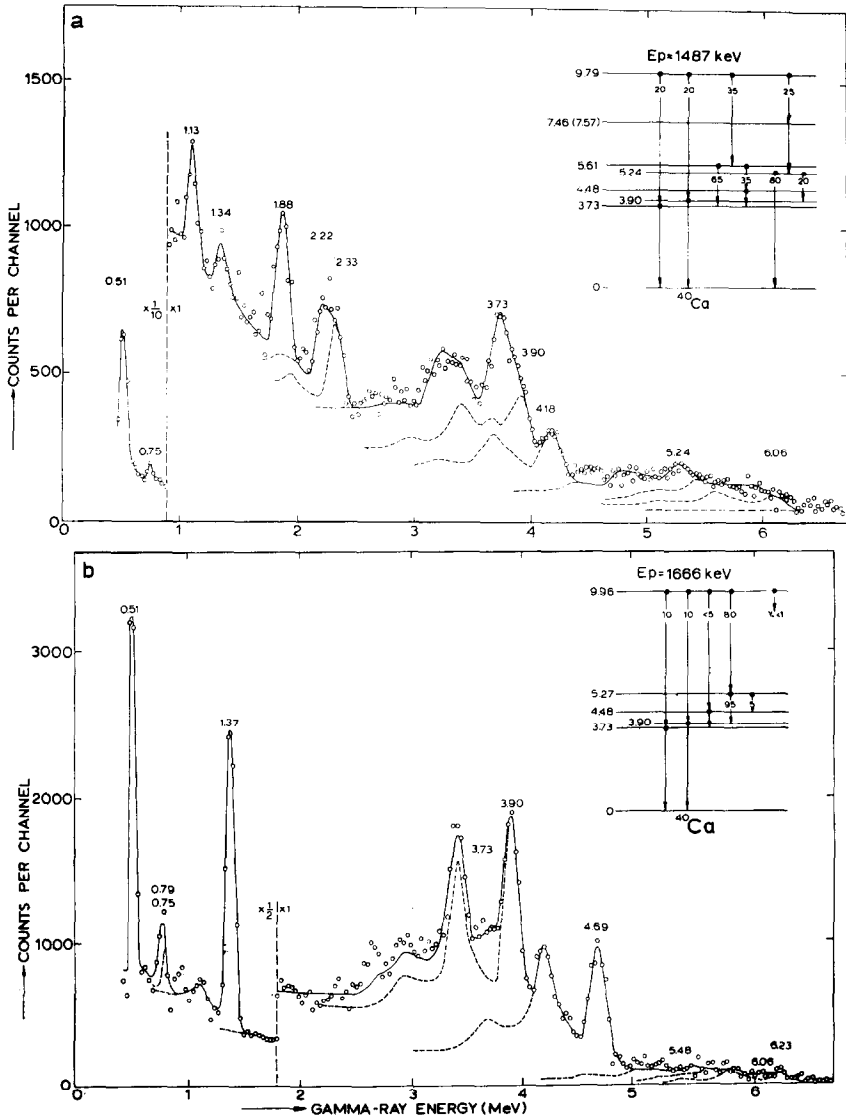 a
Ep=1487 keV
9.79
20 20 35 25
7.46 (7.57)
5.61
5.24
65 35 80 20
4.48
3.90
3.73
0
40Ca
1500
1000
500
0
COUNTS PER CHANNEL
0.51
0.75
x 1/10 x1
1.13
1.34
1.88
2.22
2.33
3.73
3.90
4.18
5.24
6.06
0 1 2 3 4 5 6
b
Ep=1666 keV
9.96
10 10 <5 80
5.27
95 5
4.48
3.90
3.73
0
40Ca
3000
2000
1000
0
COUNTS PER CHANNEL
0.51
0.79
0.75
1.37
x 1/2 x1
3.73
3.90
4.69
5.48
6.06
6.23
0 1 2 3 4 5 6
GAMMA-RAY ENERGY (MeV)